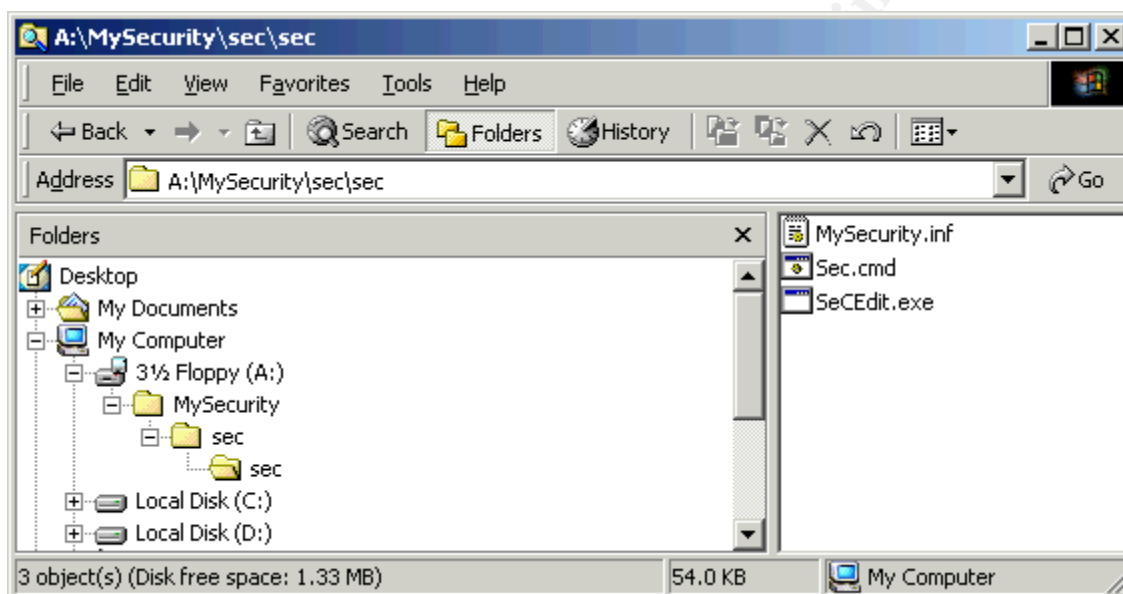 A:\MySecurity\sec\sec
File Edit View Favorites Tools Help
Back Search Folders History
Address A:\MySecurity\sec\sec Go
Folders
Desktop
My Documents
My Computer
3½ Floppy (A:)
MySecurity
sec
sec
Local Disk (C:)
Local Disk (D:)
MySecurity.inf
Sec.cmd
SeCEdit.exe
3 object(s) (Disk free space: 1.33 MB) 54.0 KB My Computer